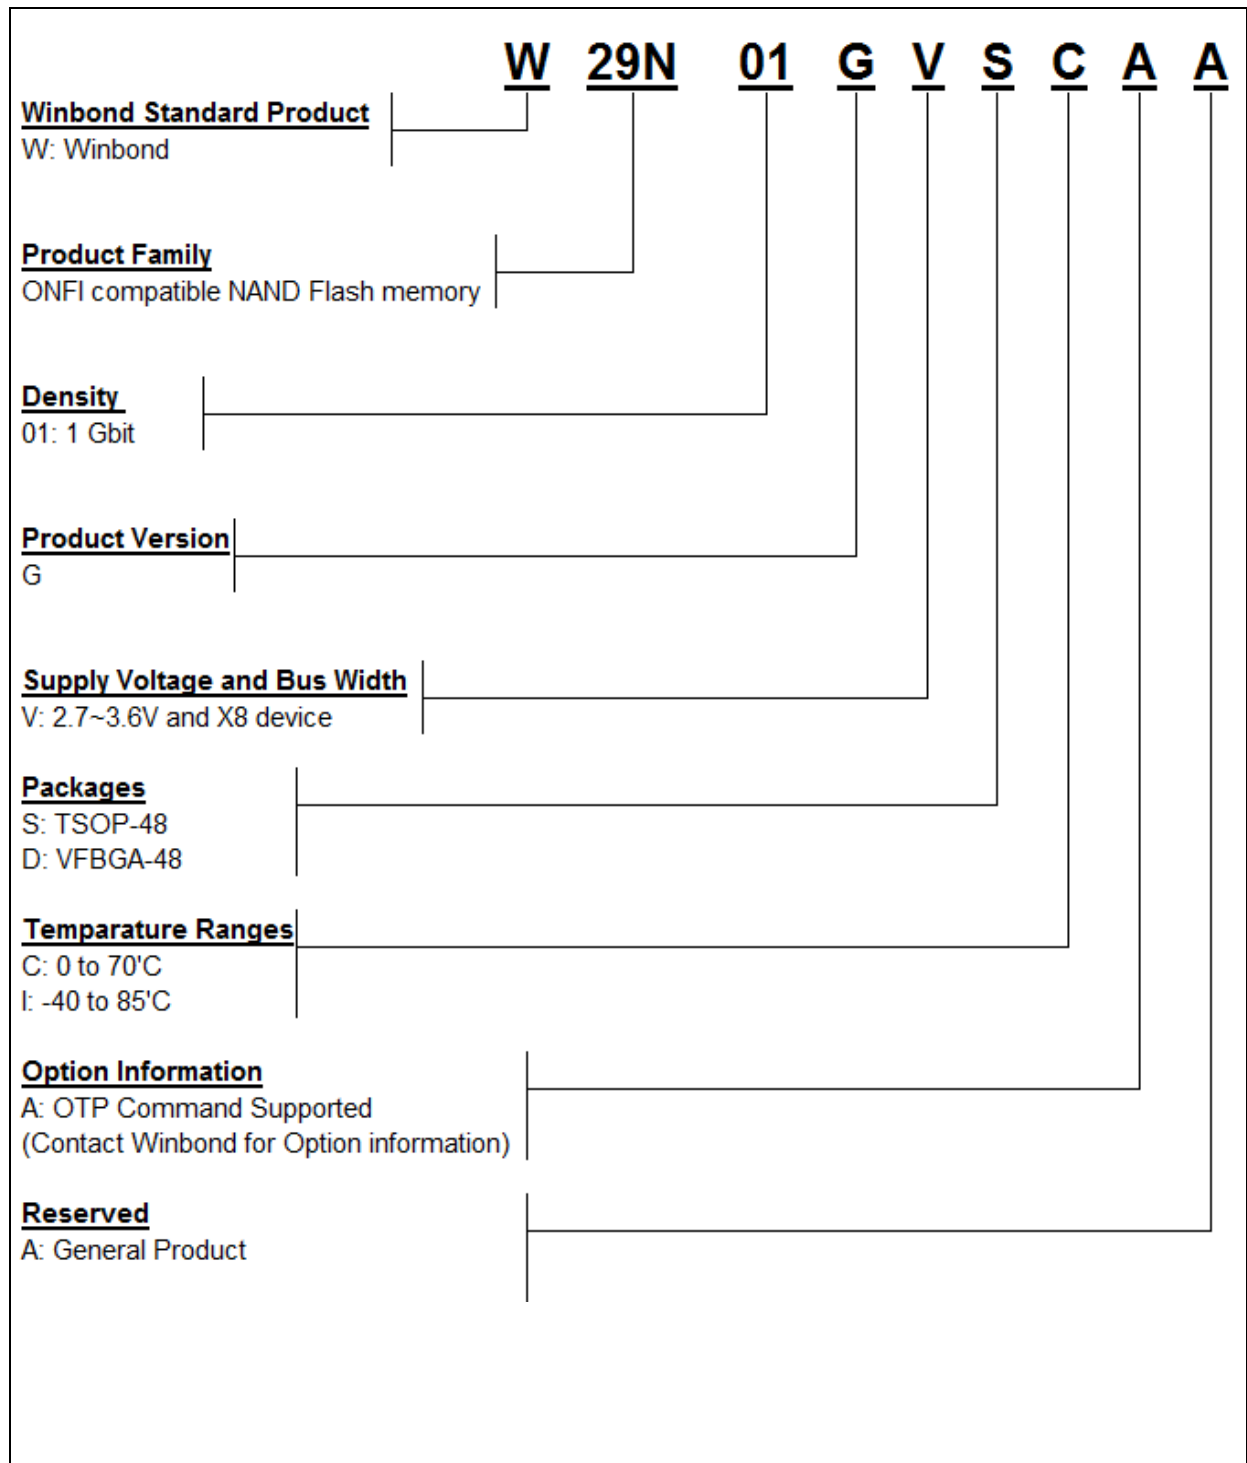 W 29N 01 G V S C A A
Winbond Standard Product
W: Winbond
Product Family
ONFI compatible NAND Flash memory
Density
01: 1 Gbit
Product Version
G
Supply Voltage and Bus Width
V: 2.7~3.6V and X8 device
Packages
S: TSOP-48
D: VFBGA-48
Temparature Ranges
C: 0 to 70'C
I: -40 to 85'C
Option Information
A: OTP Command Supported
(Contact Winbond for Option information)
Reserved
A: General Product